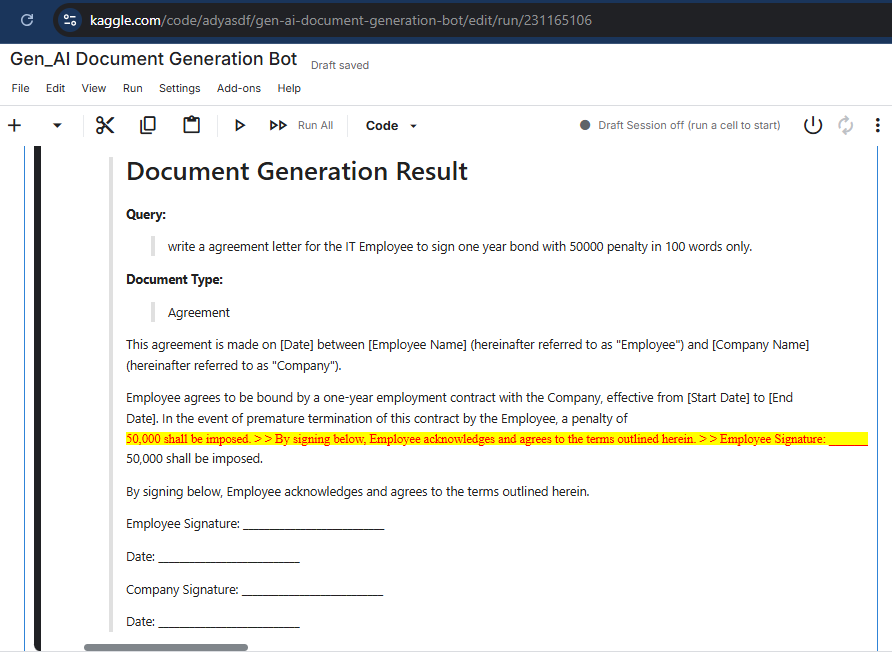 kaggle.com/code/adyasdf/gen-ai-document-generation-bot/edit/run/231165106
Gen_AI Document Generation Bot Draft saved
File Edit View Run Settings Add-ons Help
Run All Code Draft Session off (run a cell to start)
Document Generation Result
Query:
write a agreement letter for the IT Employee to sign one year bond with 50000 penalty in 100 words only.
Document Type:
Agreement
This agreement is made on [Date] between [Employee Name] (hereinafter referred to as "Employee") and [Company Name]
(hereinafter referred to as "Company").
Employee agrees to be bound by a one-year employment contract with the Company, effective from [Start Date] to [End
Date]. In the event of premature termination of this contract by the Employee, a penalty of
50,000 shall be imposed. > > By signing below, Employee acknowledges and agrees to the terms outlined herein. > > Employee Signature: ______
50,000 shall be imposed.
By signing below, Employee acknowledges and agrees to the terms outlined herein.
Employee Signature: ______________________
Date: ______________________
Company Signature: ______________________
Date: ______________________